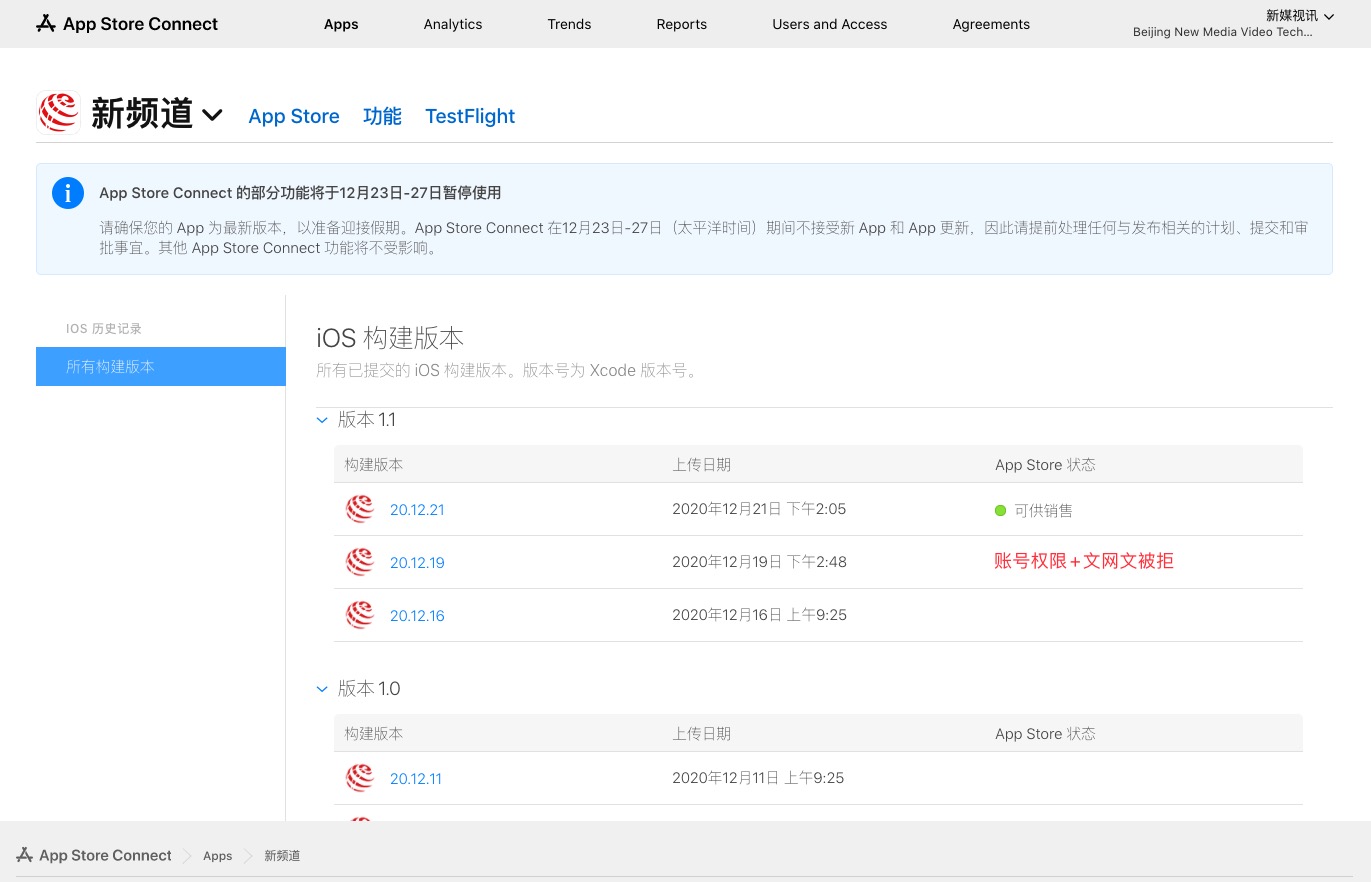 App Store Connect
Apps
Analytics
Trends
Reports
Users and Access
Agreements
新媒视讯
Beijing New Media Video Tech...
新频道
App Store
功能
TestFlight
App Store Connect 的部分功能将于12月23日-27日暂停使用
请确保您的 App 为最新版本，以准备迎接假期。App Store Connect 在12月23日-27日（太平洋时间）期间不接受新 App 和 App 更新，因此请提前处理任何与发布相关的计划、提交和审
批事宜。其他 App Store Connect 功能将不受影响。
IOS 历史记录
所有构建版本
iOS 构建版本
所有已提交的 iOS 构建版本。版本号为 Xcode 版本号。
版本 1.1
构建版本 上传日期 App Store 状态
20.12.21 2020年12月21日 下午2:05 可供销售
20.12.19 2020年12月19日 下午2:48 账号权限+文网文被拒
20.12.16 2020年12月16日 上午9:25
版本 1.0
构建版本 上传日期 App Store 状态
20.12.11 2020年12月11日 上午9:25
App Store Connect
Apps
新频道